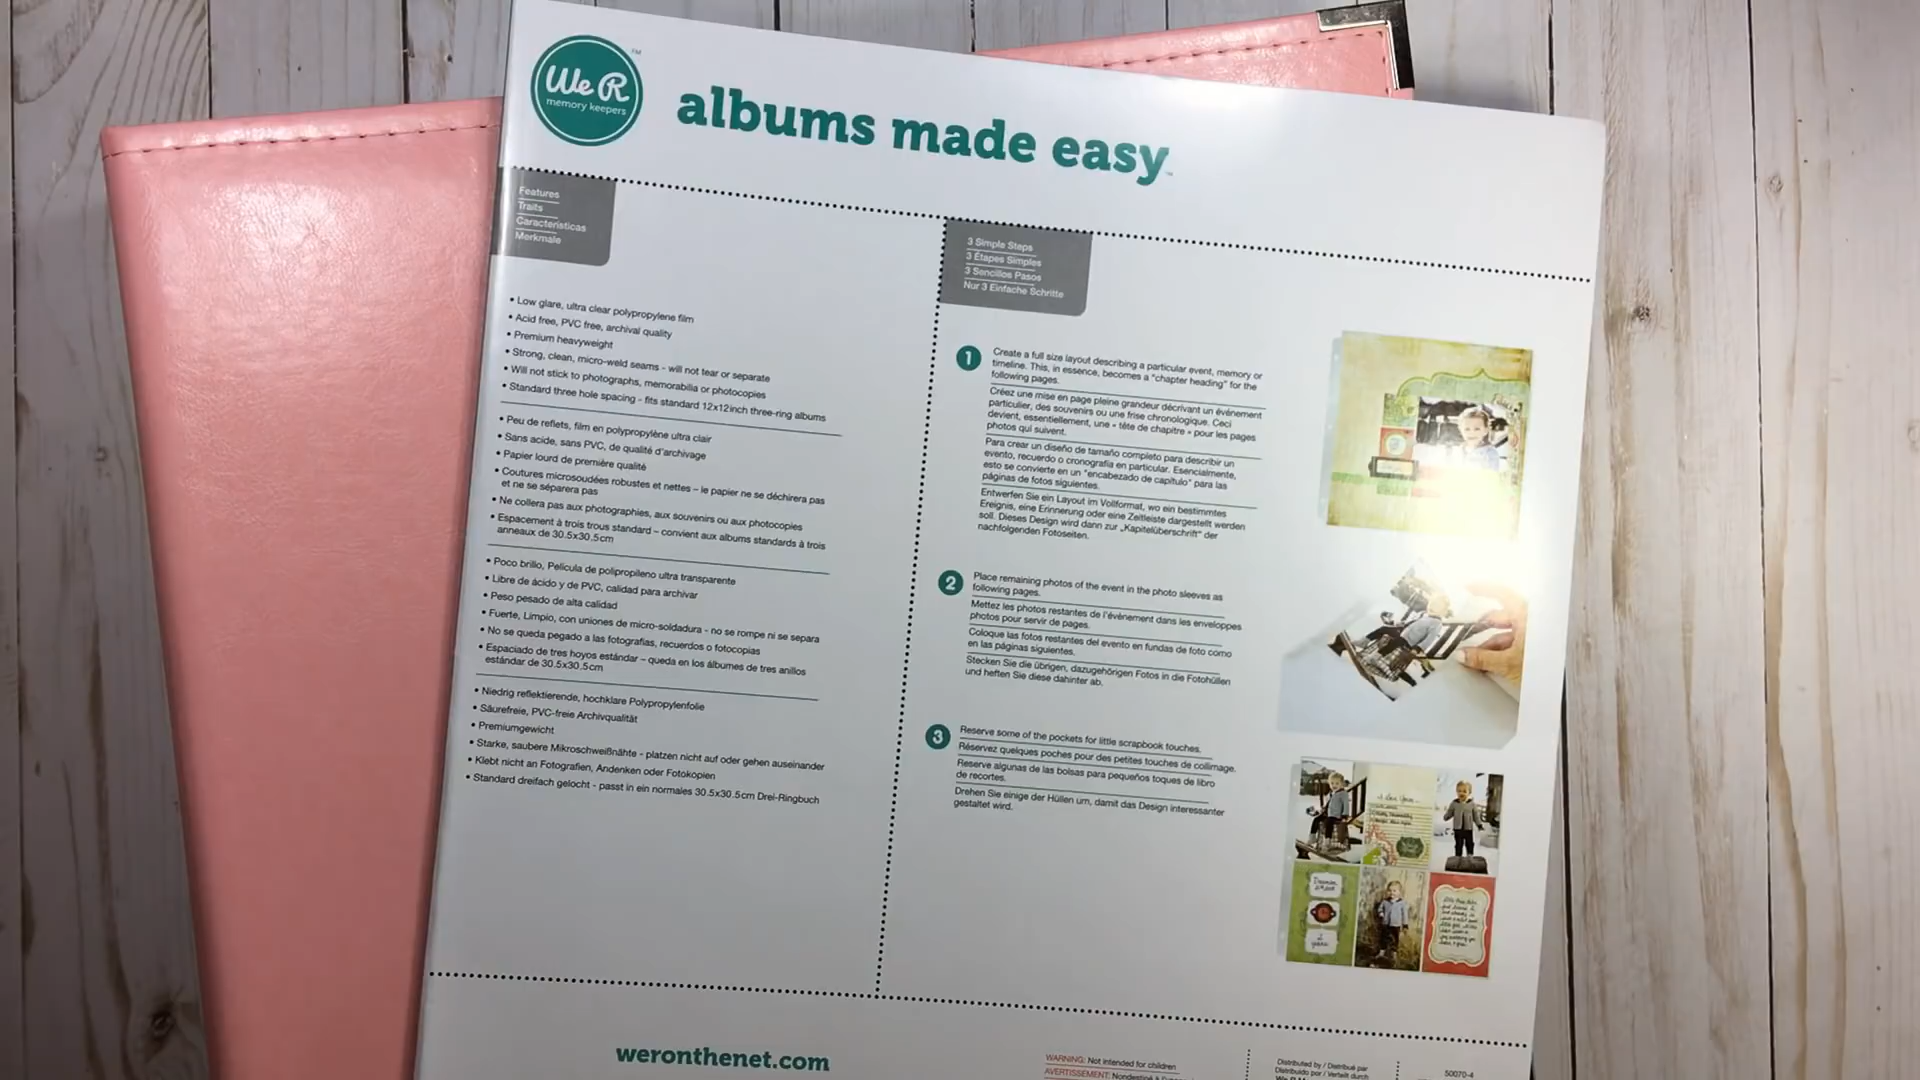 We R
memory keepers
TM
albums made easy
Features
Traits
Características
Merkmale
• Low glare, ultra clear polypropylene film
• Acid free, PVC free, archival quality
• Premium heavyweight
• Strong, clean, micro-weld seams - will not tear or separate
• Will not stick to photographs, memorabilia or photocopies
• Standard three hole spacing - fits standard 12x12inch three-ring albums
• Peu de reflets, film en polypropylène ultra clair
• Sans acide, sans PVC, de qualité d'archivage
• Papier lourd de première qualité
• Coutures microsoudées robustes et nettes – le papier ne se déchirera pas
et ne se séparera pas
• Ne collera pas aux photographies, aux souvenirs ou aux photocopies
• Espacement à trois trous standard – convient aux albums standards à trois
anneaux de 30.5x30.5cm
• Poco brillo, Película de polipropileno ultra transparente
• Libre de ácido y de PVC, calidad para archivar
• Peso pesado de alta calidad
• Fuerte, Limpio, con uniones de micro-soldadura - no se rompe ni se separa
• No se queda pegado a las fotografías, recuerdos o fotocopias
• Espaciado de tres hoyos estándar – queda en los álbumes de tres anillos
estándar de 30.5x30.5cm
• Niedrig reflektierende, hochklare Polypropylenfolie
• Säurefreie, PVC-freie Archivqualität
• Premiumgewicht
• Starke, saubere Mikroschweißnähte - platzen nicht auf oder gehen auseinander
• Klebt nicht an Fotografien, Andenken oder Fotokopien
• Standard dreifach gelocht - passt in ein normales 30.5x30.5cm Drei-Ringbuch
3 Simple Steps
3 Étapes Simples
3 Sencillos Pasos
Nur 3 Einfache Schritte
1
Create a full size layout describing a particular event, memory or
timeline. This, in essence, becomes a "chapter heading" for the
following pages.
Créez une mise en page pleine grandeur décrivant un événement
particulier, des souvenirs ou une frise chronologique. Ceci
devient, essentiellement, une « tête de chapitre » pour les pages
photos qui suivent.
Para crear un diseño de tamaño completo para describir un
evento, recuerdo o cronografía en particular. Esencialmente,
esto se convierte en un "encabezado de capítulo" para las
páginas de fotos siguientes.
Entwerfen Sie ein Layout im Vollformat, wo ein bestimmtes
Ereignis, eine Erinnerung oder eine Zeitleiste dargestellt werden
soll. Dieses Design wird dann zur „Kapitelüberschrift" der
nachfolgenden Fotoseiten.
2
Place remaining photos of the event in the photo sleeves as
following pages.
Mettez les photos restantes de l'évènement dans les enveloppes
photos pour servir de pages.
Coloque las fotos restantes del evento en fundas de foto como
en las páginas siguientes.
Stecken Sie die übrigen, dazugehörigen Fotos in die Fotohüllen
und heften Sie diese dahinter ab.
3
Reserve some of the pockets for little scrapbook touches.
Réservez quelques poches pour des petites touches de collimage.
Reserve algunas de las bolsas para pequeños toques de libro
de recortes.
Drehen Sie einige der Hüllen um, damit das Design interessanter
gestaltet wird.
weronthenet.com
WARNING: Not intended for children
AVERTISSEMENT: Nondestiné à
Distributed by / Distribué par
Distribuido por / Verteilt durch
We R
50070-4